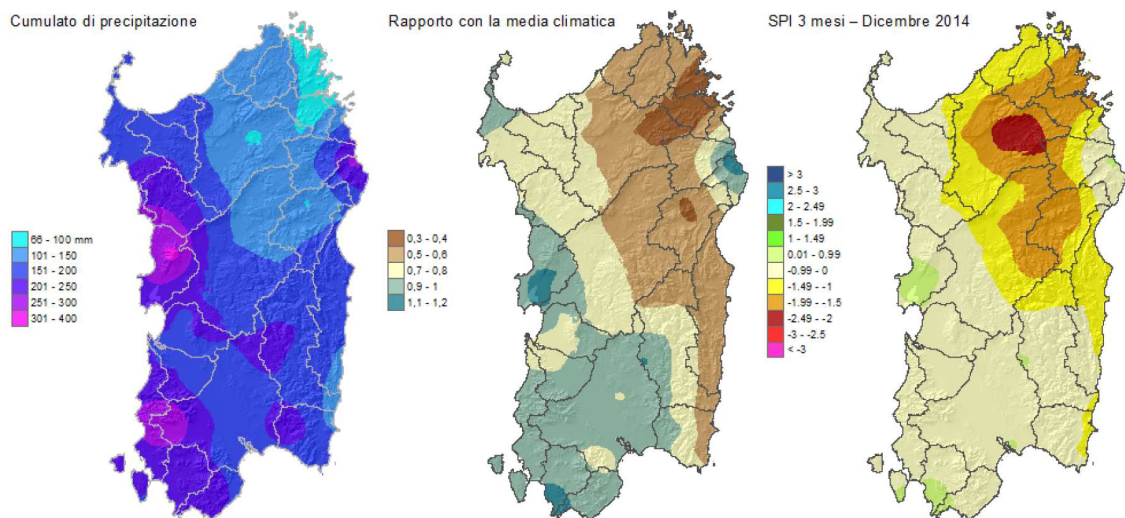 Cumulato di precipitazione
Rapporto con la media climatica
SPI 3 mesi – Dicembre 2014
66 - 100 mm
101 - 150
151 - 200
201 - 250
251 - 300
301 - 400
0,3 - 0,4
0,5 - 0,6
0,7 - 0,8
0,9 - 1
1,1 - 1,2
> 3
2.5 - 3
2 - 2.49
1.5 - 1.99
1 - 1.49
0.01 - 0.99
-0.99 - 0
-1.49 - -1
-1.99 - -1.5
-2.49 - -2
-3 - -2.5
< -3